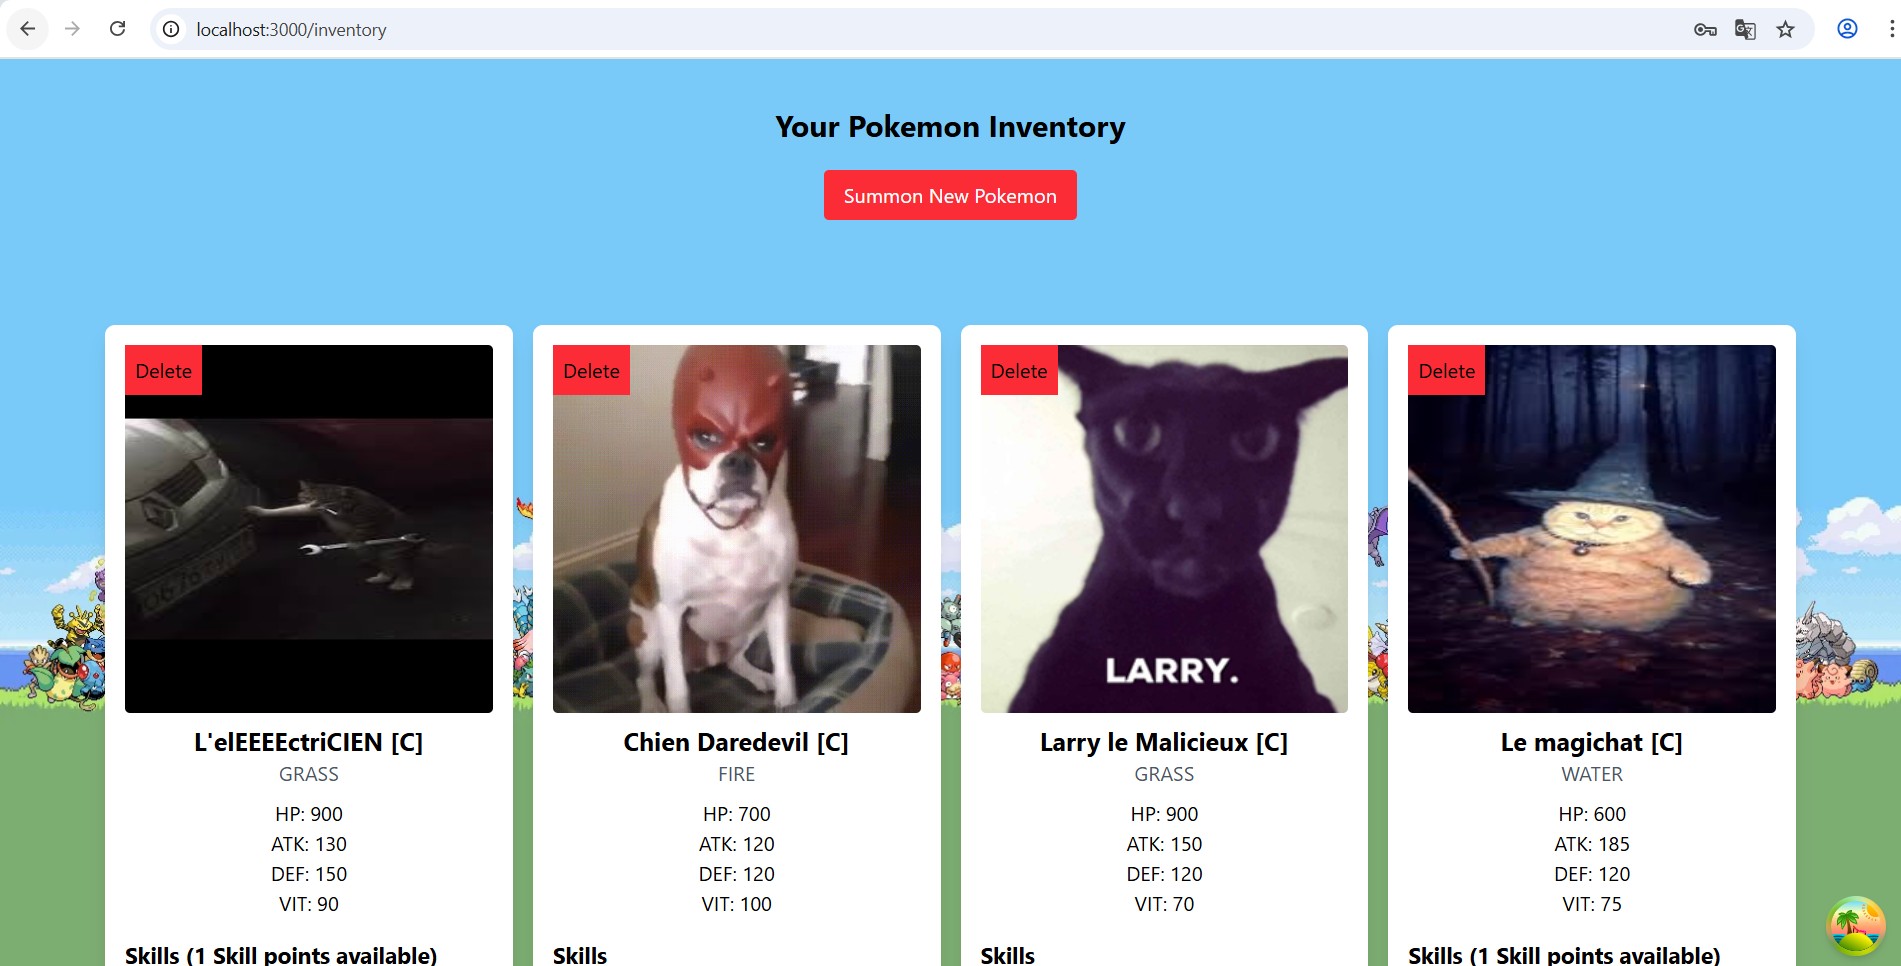 localhost:3000/inventory
Your Pokemon Inventory
Summon New Pokemon
Delete
L'elEEEEctriCIEN [C]
GRASS
HP: 900
ATK: 130
DEF: 150
VIT: 90
Skills (1 Skill points available)
Delete
Chien Daredevil [C]
FIRE
HP: 700
ATK: 120
DEF: 120
VIT: 100
Skills
Delete
LARRY.
Larry le Malicieux [C]
GRASS
HP: 900
ATK: 150
DEF: 120
VIT: 70
Skills
Delete
Le magichat [C]
WATER
HP: 600
ATK: 185
DEF: 120
VIT: 75
Skills (1 Skill points available)